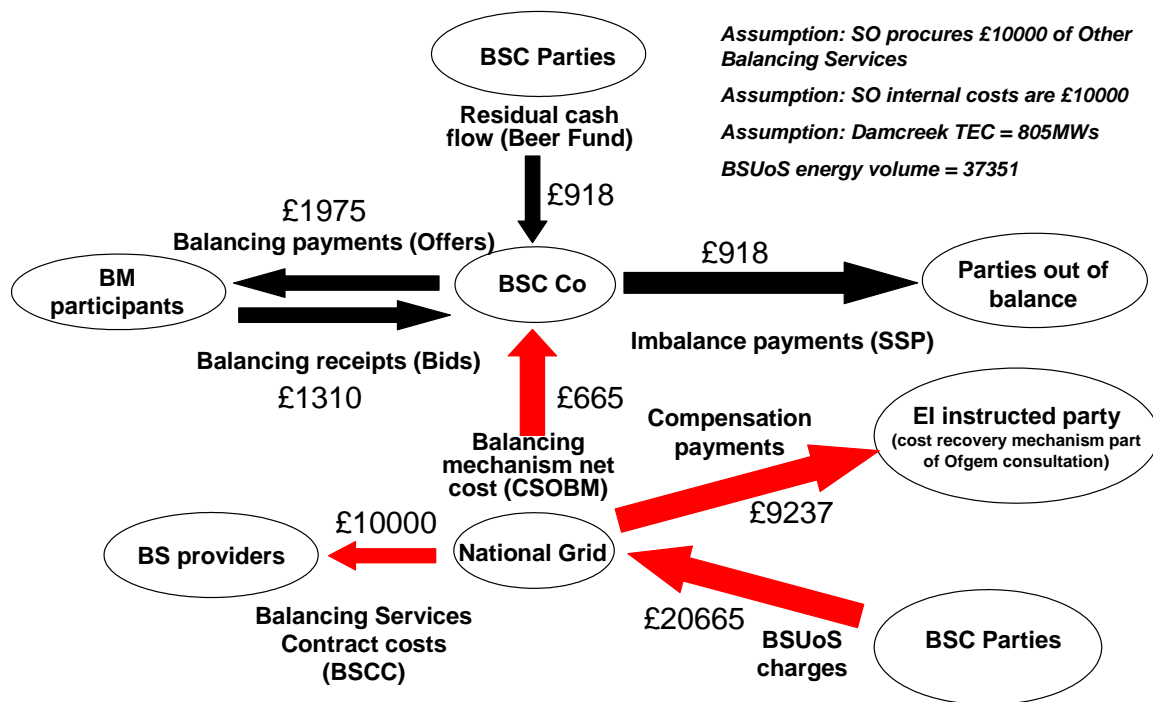 BSC Parties
Assumption: SO procures £10000 of Other
Balancing Services
Assumption: SO internal costs are £10000
Assumption: Damcreek TEC = 805MWs
BSUoS energy volume = 37351
Residual cash
flow (Beer Fund)
£918
£1975
Balancing payments (Offers)
BM
participants
BSC Co
£918
Parties out of
balance
Balancing receipts (Bids)
£1310
Imbalance payments (SSP)
£665
Balancing
mechanism net
cost (CSOBM)
Compensation
payments
EI instructed party
(cost recovery mechanism part
of Ofgem consultation)
£9237
£10000
BS providers
National Grid
Balancing Services
Contract costs
(BSCC)
£20665
BSUoS
charges
BSC Parties